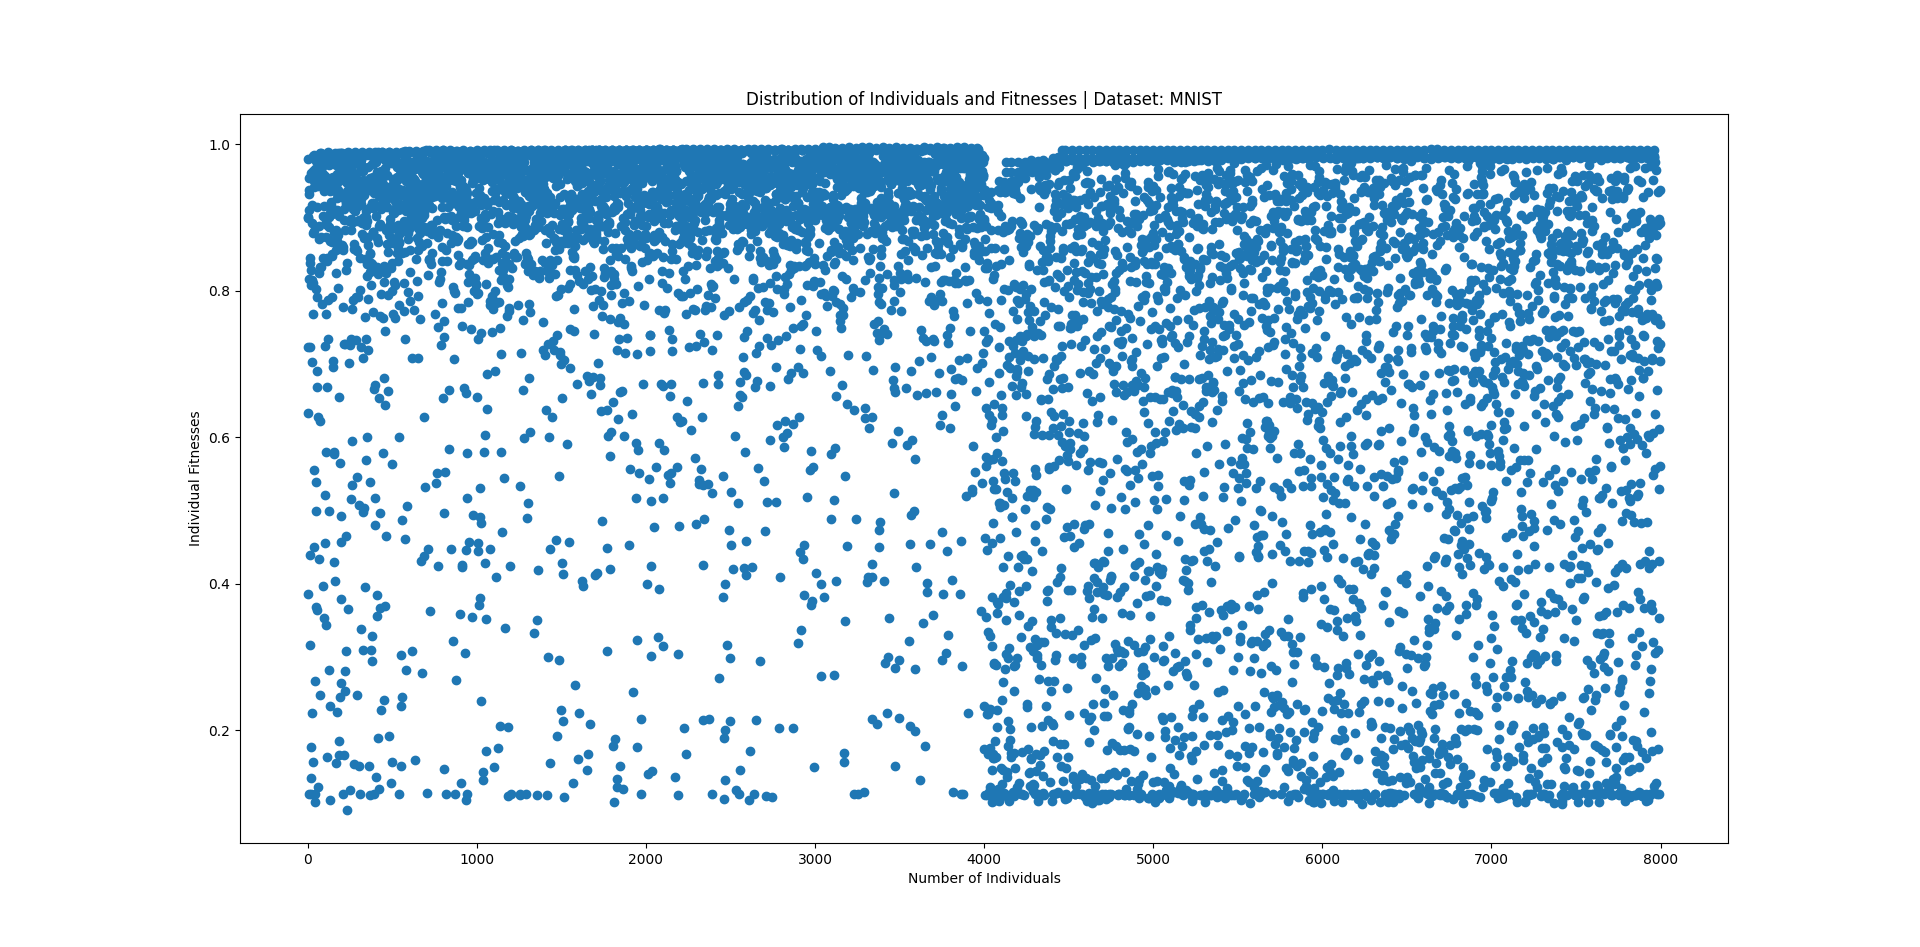 Distribution of Individuals and Fitnesses | Dataset: MNIST
1.0
0.8
0.6
0.4
0.2
Individual Fitnesses
0 1000 2000 3000 4000 5000 6000 7000 8000
Number of Individuals